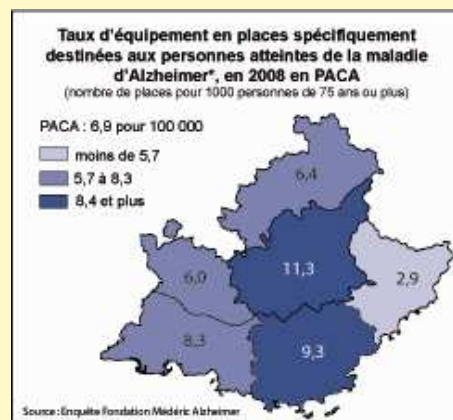 Taux d'équipement en places spécifiquement
destinées aux personnes atteintes de la maladie
d'Alzheimer*, en 2008 en PACA
(nombre de places pour 1000 personnes de 75 ans ou plus)
PACA : 6,9 pour 100 000
moins de 5,7
5,7 à 8,3
8,4 et plus
6,4
11,3
6,0
2,9
8,3
9,3
Source : Enquête Fondation Médéric Alzheimer